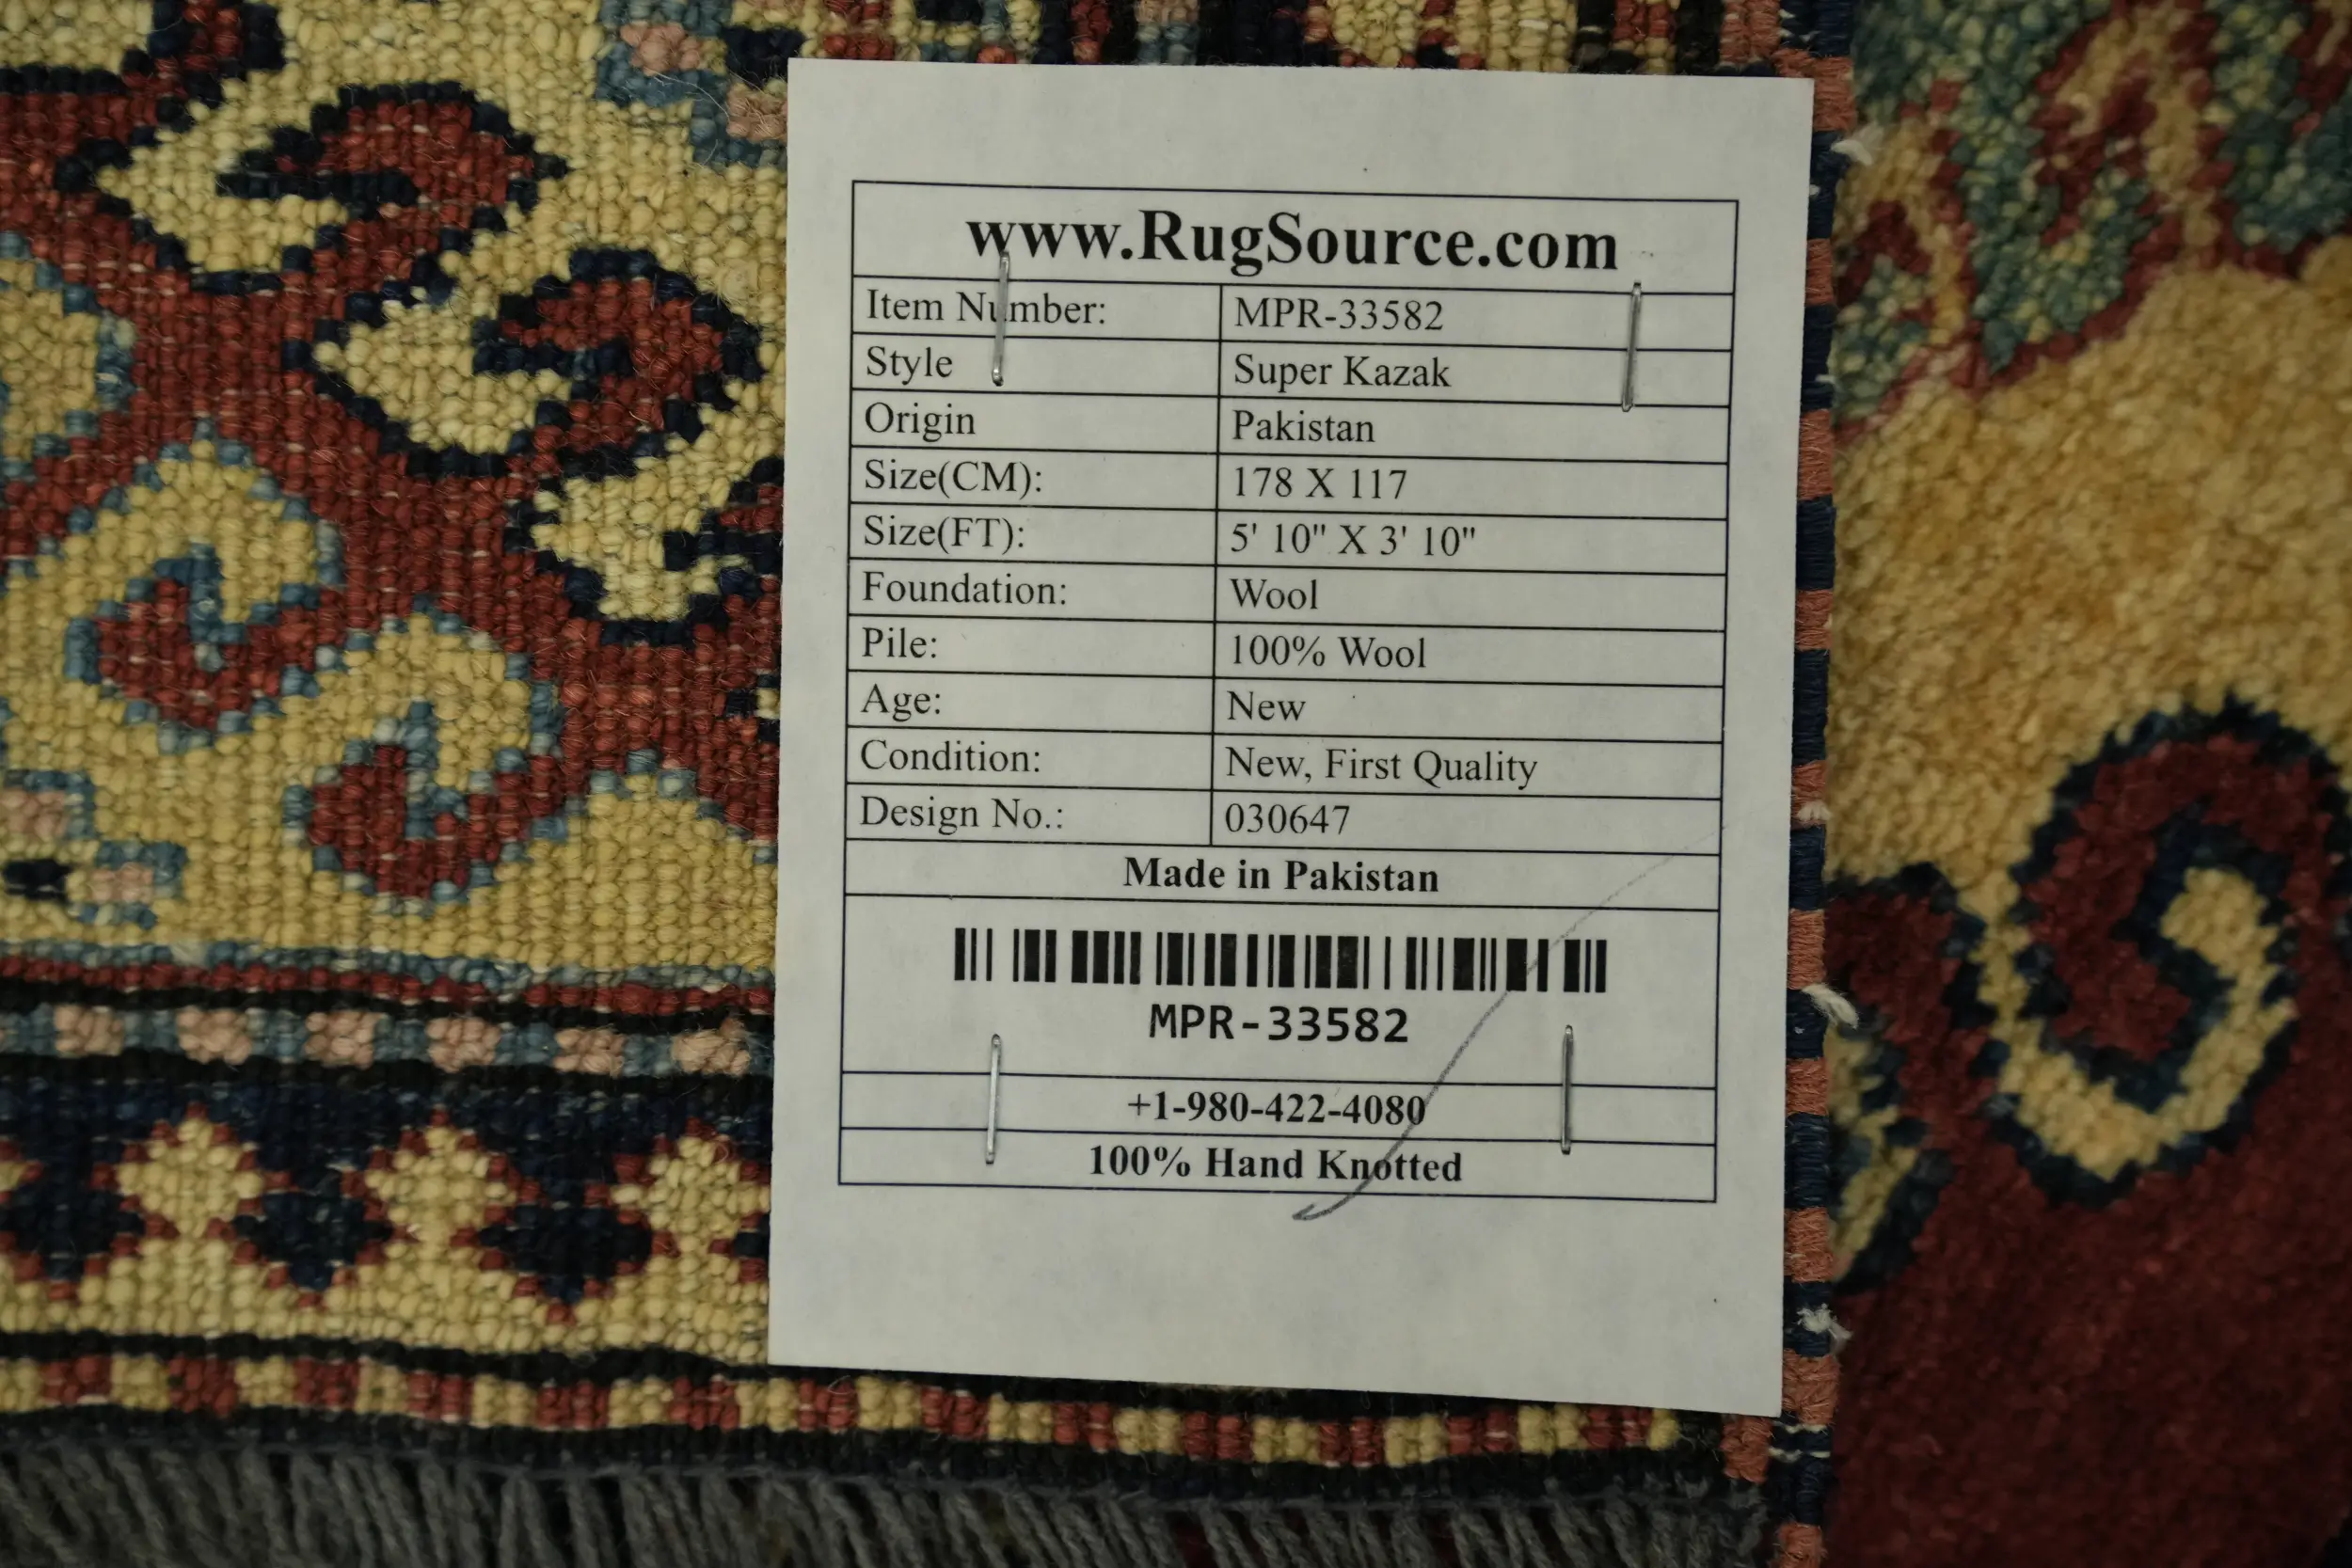 www.RugSource.com
Item Number: MPR-33582
Style Super Kazak
Origin Pakistan
Size(CM): 178 X 117
Size(FT): 5' 10" X 3' 10"
Foundation: Wool
Pile: 100% Wool
Age: New
Condition: New, First Quality
Design No.: 030647
Made in Pakistan
MPR-33582
+1-980-422-4080
100% Hand Knotted